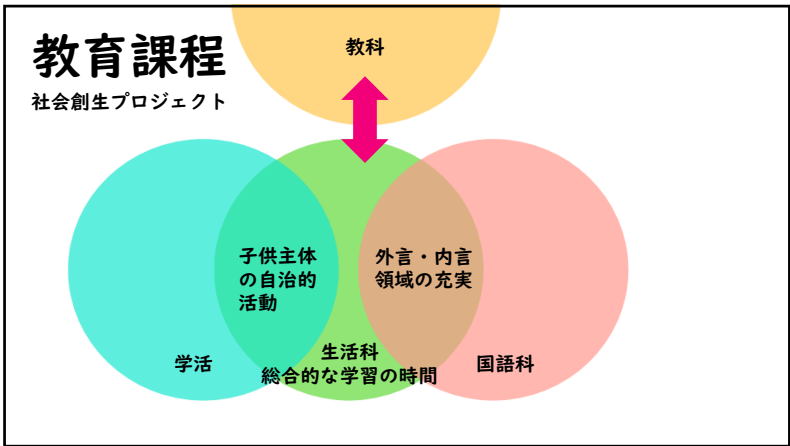 教育課程
社会創生プロジェクト
教科
子供主体
の自治的
活動
外言・内言
領域の充実
学活
生活科
総合的な学習の時間
国語科